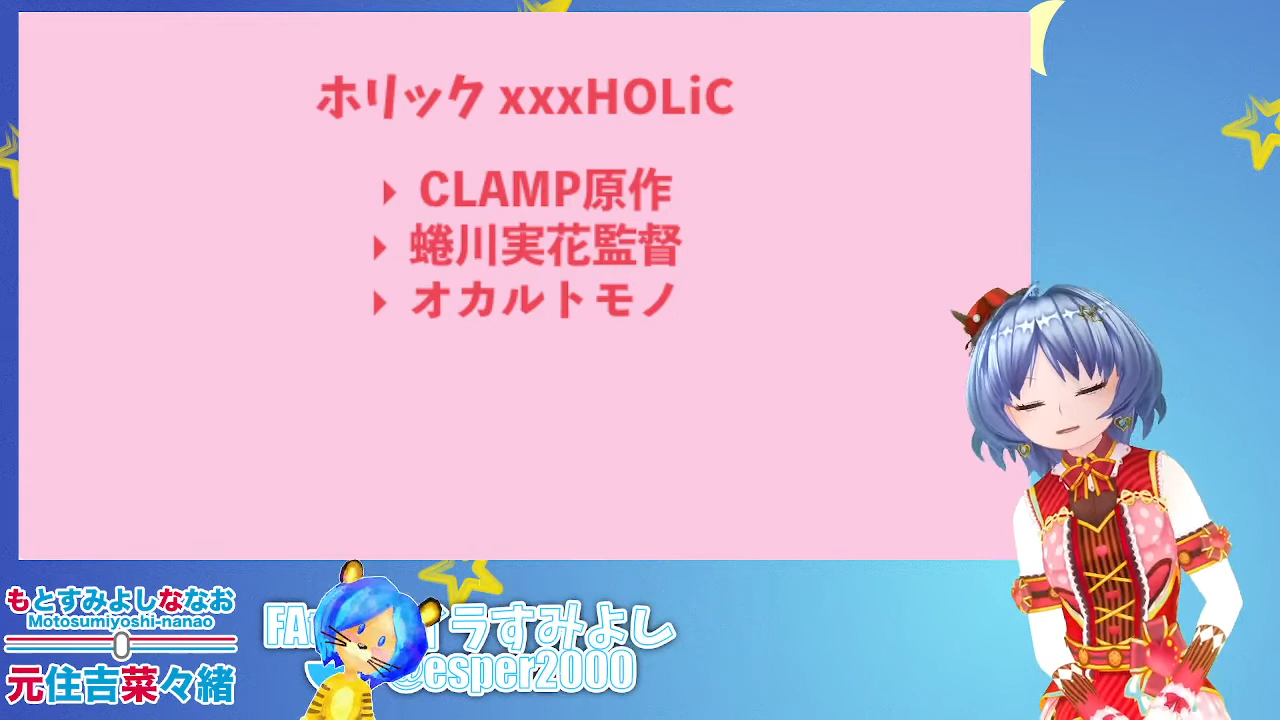 ホリック xxxHOLiC
CLAMP原作
蜷川実花監督
オカルトモノ
もとすみよしななお
Motosumiyoshi-nanao
元住吉菜々緒
イラすみよし
@esper2000